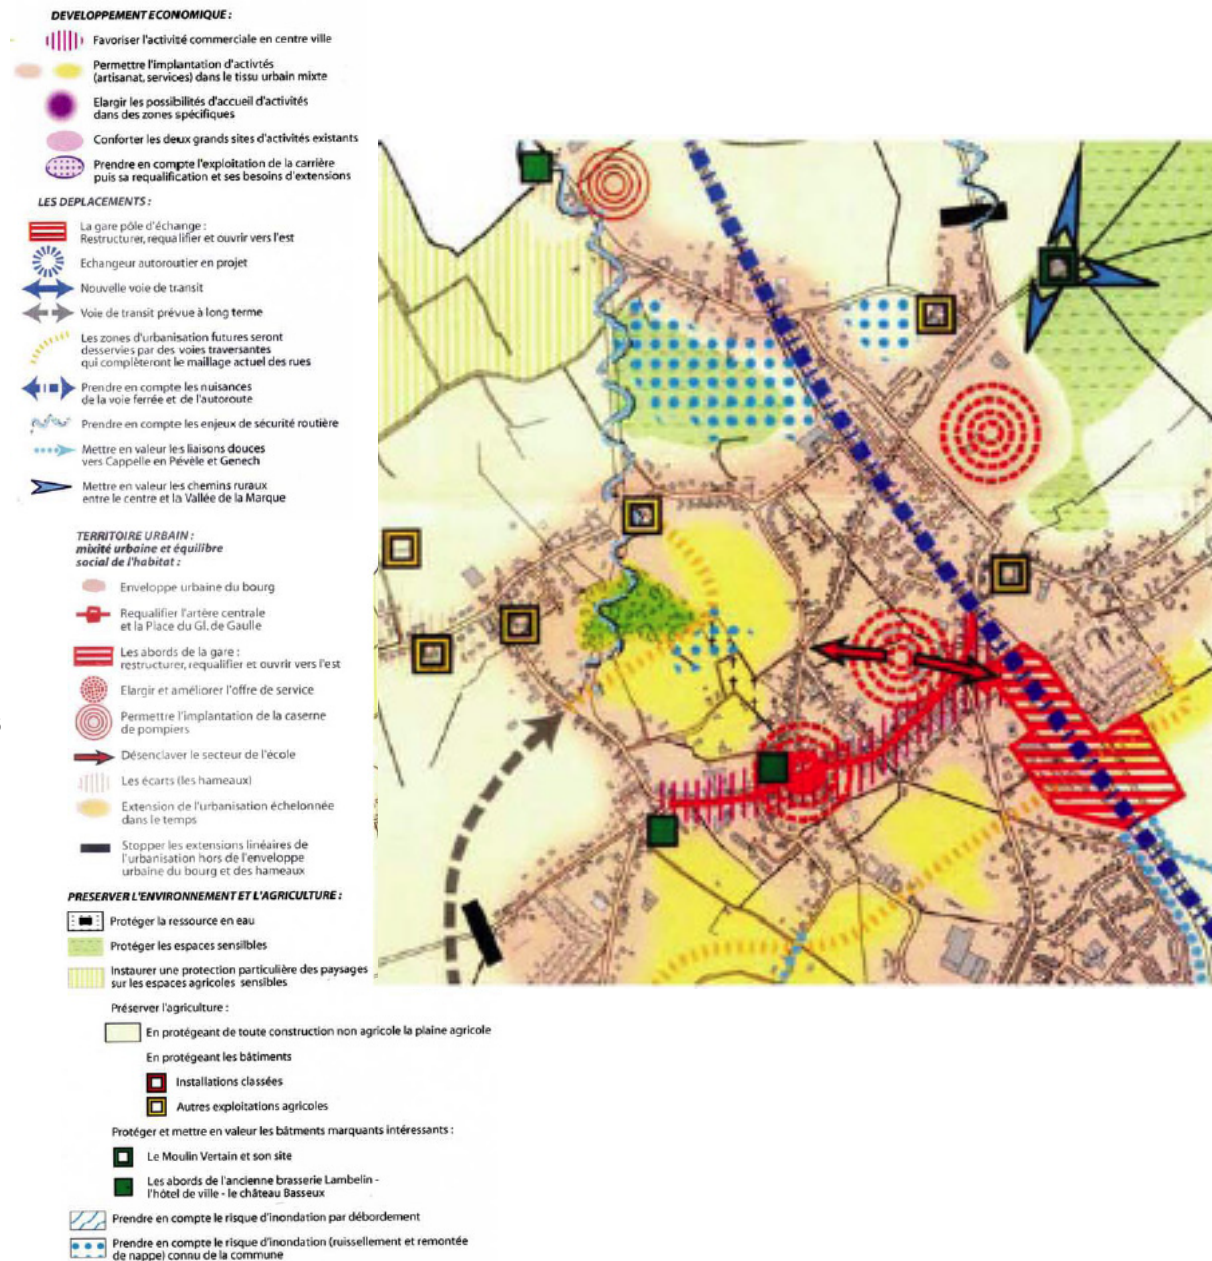 DEVELOPPEMENT ECONOMIQUE :
Favoriser l'activité commerciale en centre ville
Permettre l'implantation d'activtés
(artisanat, services) dans le tissu urbain mixte
Elargir les possibilités d'accueil d'activités
dans des zones spécifiques
Conforter les deux grands sites d'activités existants
Prendre en compte l'exploitation de la carrière
puis sa requalification et ses besoins d'extensions
LES DEPLACEMENTS :
La gare pôle d'échange :
Restructurer, requalifier et ouvrir vers l'est
Echangeur autoroutier en projet
Nouvelle voie de transit
Voie de transit prévue à long terme
Les zones d'urbanisation futures seront
desservies par des voies traversantes
qui complèteront le maillage actuel des rues
Prendre en compte les nuisances
de la voie ferrée et de l'autoroute
Prendre en compte les enjeux de sécurité routière
Mettre en valeur les liaisons douces
vers Cappelle en Pévèle et Genech
Mettre en valeur les chemins ruraux
entre le centre et la Vallée de la Marque
TERRITOIRE URBAIN :
mixité urbaine et équilibre
social de l'habitat :
Enveloppe urbaine du bourg
Requalifier l'artère centrale
et la Place du Gl. de Gaulle
Les abords de la gare :
restructurer, requalifier et ouvrir vers l'est
Elargir et améliorer l'offre de service
Permettre l'implantation de la caserne
de pompiers
Désenclaver le secteur de l'école
Les écarts (les hameaux)
Extension de l'urbanisation échelonnée
dans le temps
Stopper les extensions linéaires de
l'urbanisation hors de l'enveloppe
urbaine du bourg et des hameaux
PRESERVER L'ENVIRONNEMENT ET L'AGRICULTURE :
Protéger la ressource en eau
Protéger les espaces sensibles
Instaurer une protection particulière des paysages
sur les espaces agricoles sensibles
Préserver l'agriculture :
En protégeant de toute construction non agricole la plaine agricole
En protégeant les bâtiments
Installations classées
Autres exploitations agricoles
Protéger et mettre en valeur les bâtments marquants intéressants :
Le Moulin Vertain et son site
Les abords de l'ancienne brasserie Lambelin -
l'hôtel de ville - le château Basseux
Prendre en compte le risque d'inondation par débordement
Prendre en compte le risque d'inondation (ruissellement et remontée
de nappe) connu de la commune